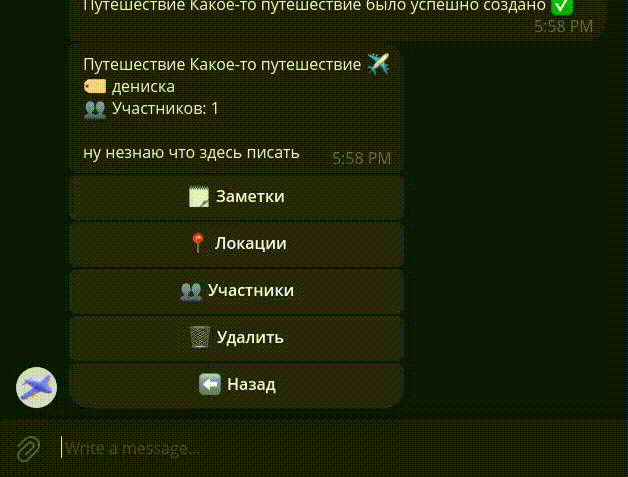 Путешествие Какое-то путешествие было успешно создано ✅
5:58 PM
Путешествие Какое-то путешествие ✈️
🏷️ дениска
👥 Участников: 1
ну незнаю что здесь писать 5:58 PM
🗒️ Заметки
📍 Локации
👥 Участники
🗑️ Удалить
⬅️ Назад
Write a message...